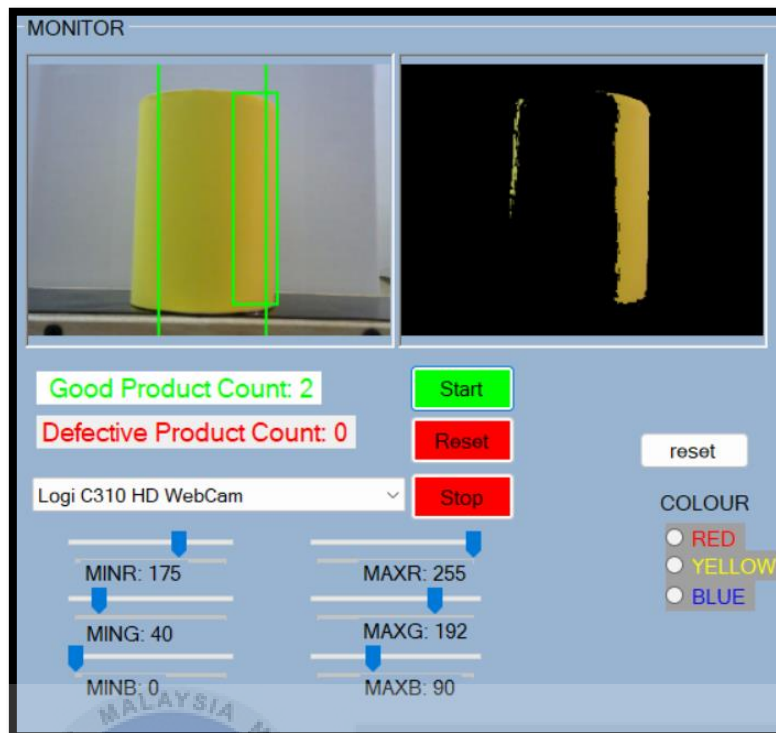 MONITOR
Good Product Count: 2
Start
Defective Product Count: 0
Reset
reset
Logi C310 HD WebCam
Stop
COLOUR
RED
YELLOW
BLUE
MINR: 175
MAXR: 255
MING: 40
MAXG: 192
MINB: 0
MAXB: 90
MALAYSIA